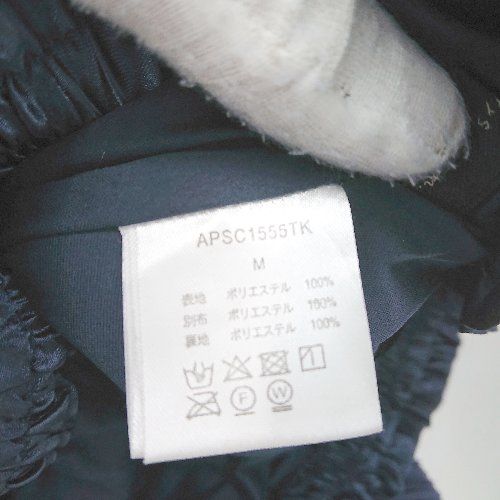 APSC1555TK
M
表地 ポリエステル 100%
別布 ポリエステル 100%
裏地 ポリエステル 100%
F W